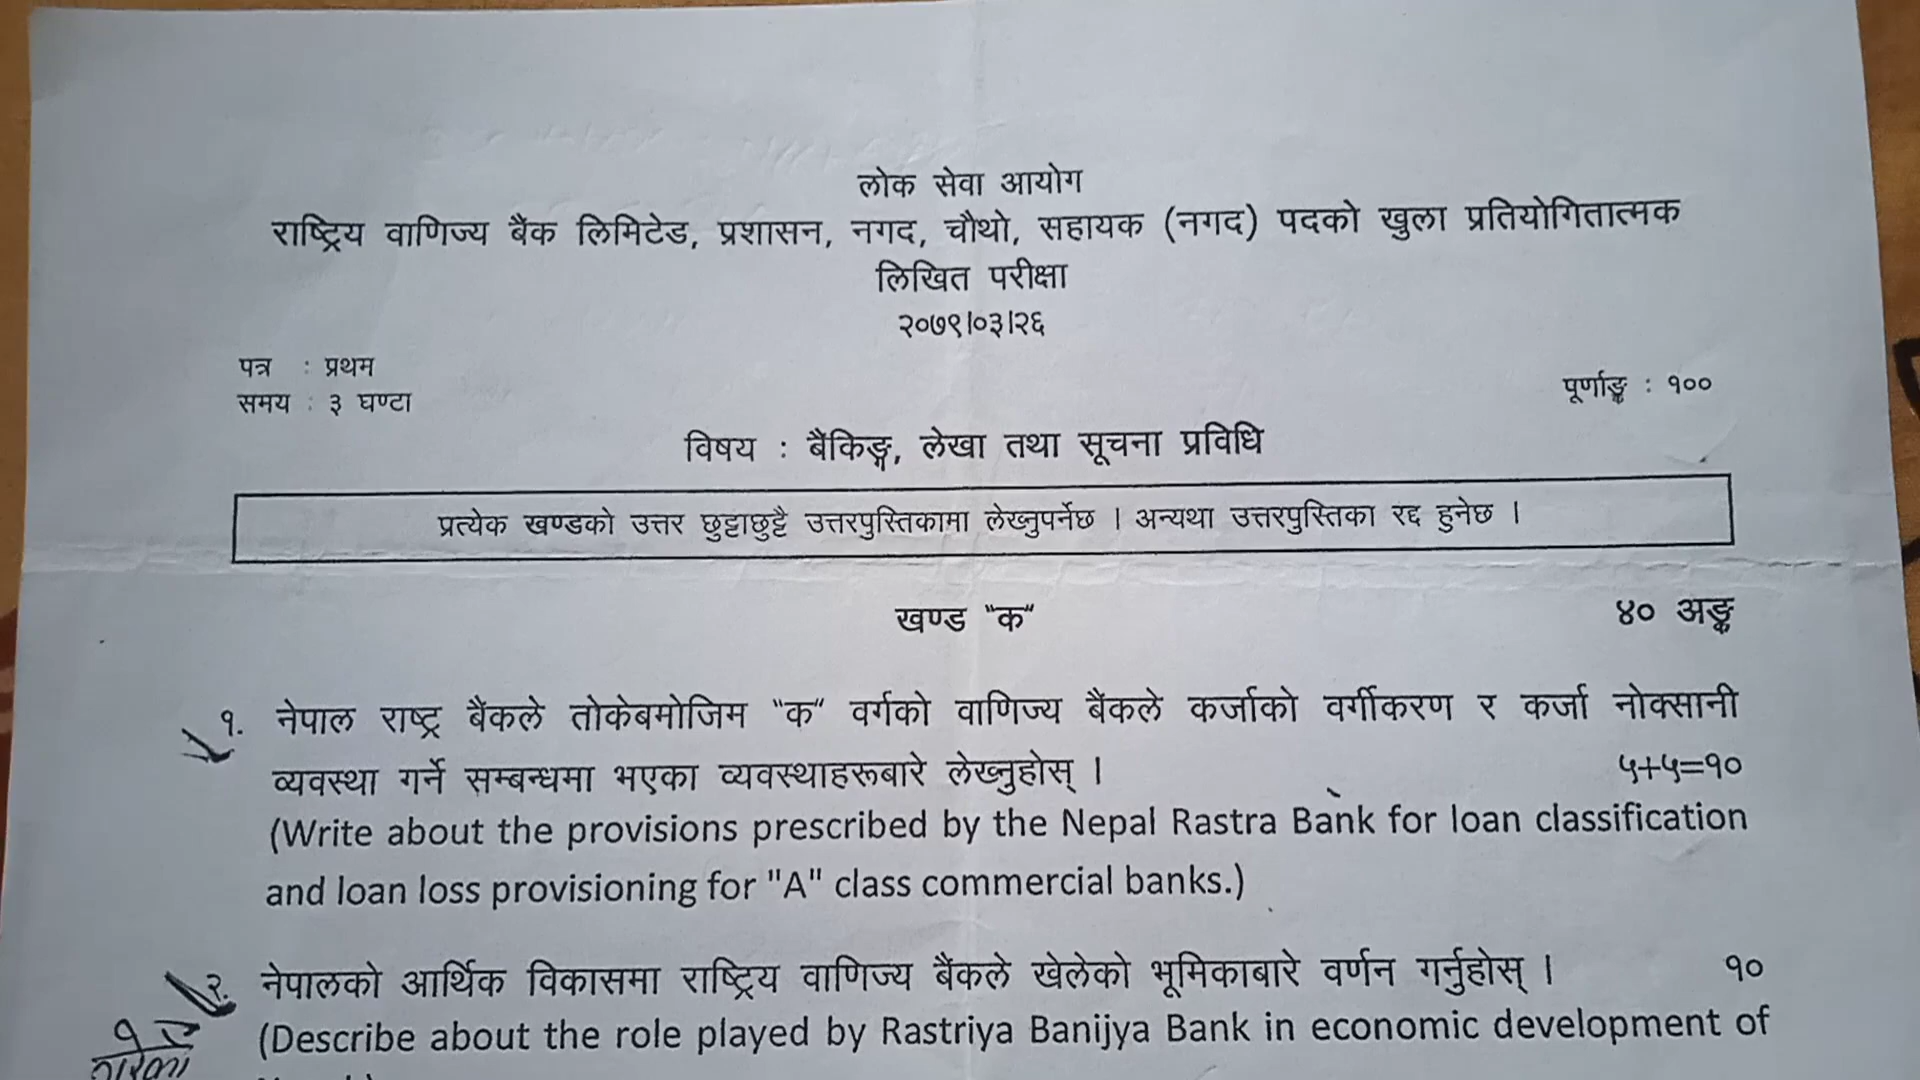 लोक सेवा आयोग
राष्ट्रिय वाणिज्य बैंक लिमिटेड, प्रशासन, नगद, चौथो, सहायक (नगद) पदको खुला प्रतियोगितात्मक
लिखित परीक्षा
२०७९।०३।२६
पत्र : प्रथम
समय : ३ घण्टा
पूर्णाङ्क : १००
विषय : बैकिङ्ग, लेखा तथा सूचना प्रविधि
प्रत्येक खण्डको उत्तर छुट्टाछुट्टै उत्तरपुस्तिकामा लेख्नुपर्नेछ । अन्यथा उत्तरपुस्तिका रद्द हुनेछ ।
खण्ड "क"
४० अङ्क
१. नेपाल राष्ट्र बैंकले तोकेबमोजिम "क" वर्गको वाणिज्य बैंकले कर्जाको वर्गीकरण र कर्जा नोक्सानी
व्यवस्था गर्ने सम्बन्धमा भएका व्यवस्थाहरूबारे लेख्नुहोस् । ५+५=१०
(Write about the provisions prescribed by the Nepal Rastra Bank for loan classification
and loan loss provisioning for "A" class commercial banks.)
२. नेपालको आर्थिक विकासमा राष्ट्रिय वाणिज्य बैंकले खेलेको भूमिकाबारे वर्णन गर्नुहोस् । १०
(Describe about the role played by Rastriya Banijya Bank in economic development of